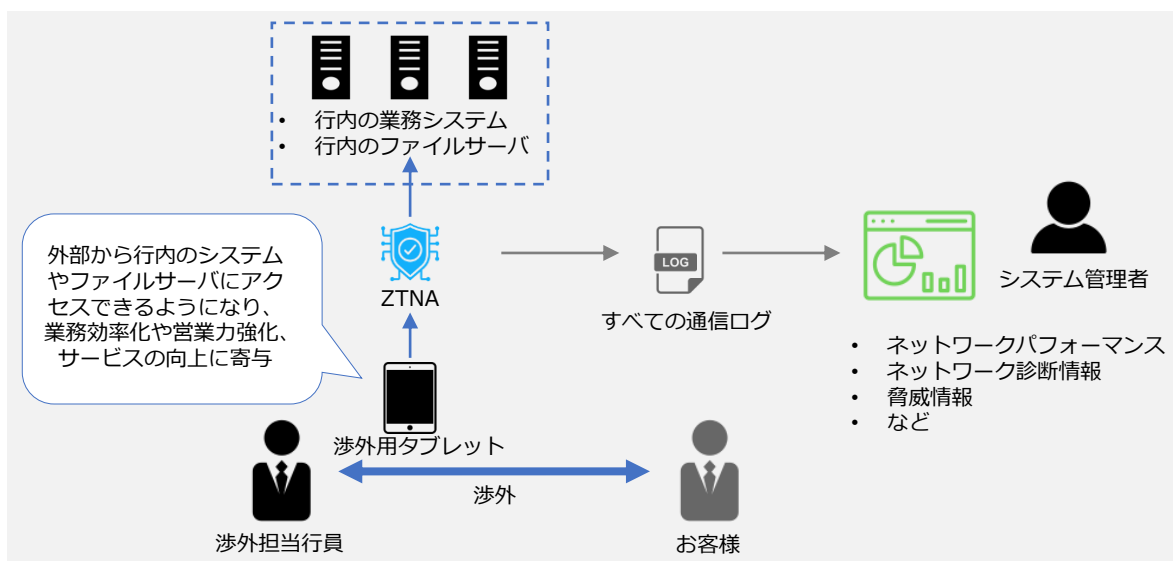 • 行内の業務システム
• 行内のファイルサーバ
外部から行内のシステム
やファイルサーバにアク
セスできるようになり、
業務効率化や営業力強化、
サービスの向上に寄与
ZTNA
LOG
すべての通信ログ
システム管理者
• ネットワークパフォーマンス
• ネットワーク診断情報
• 脅威情報
• など
渉外用タブレット
渉外
渉外担当行員
お客様